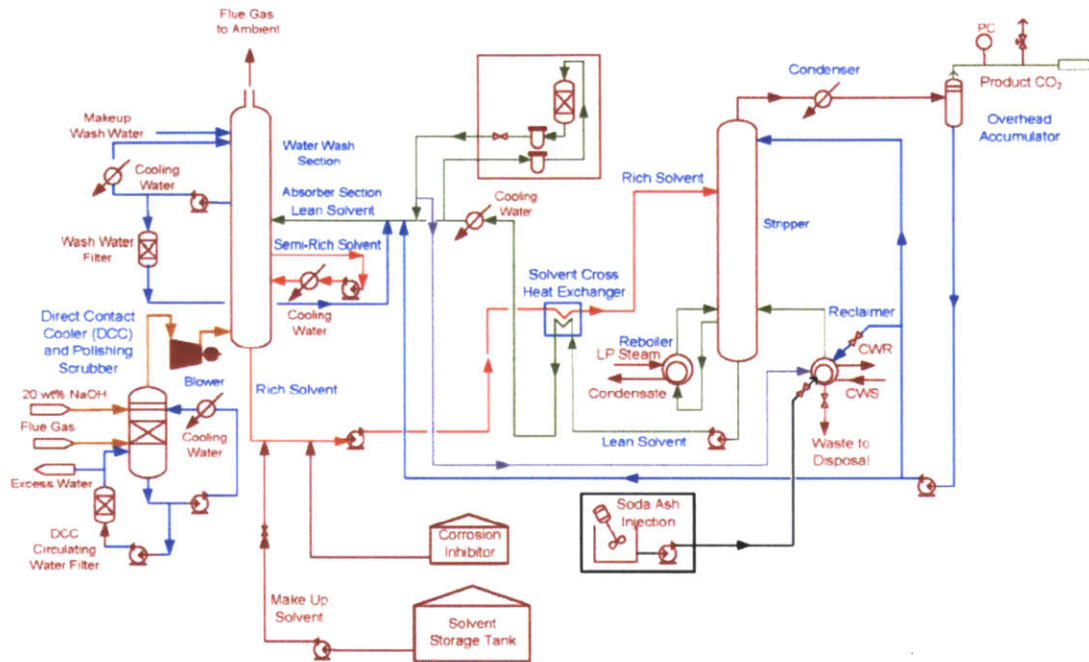 Flue Gas
to Ambient
PC
Condenser
Product CO₂
Overhead
Accumulator
Makeup
Wash Water
Water Wash
Section
Cooling
Water
Rich Solvent
Absorber Section
Lean Solvent
Cooling
Water
Stripper
Wash Water
Filter
Semi-Rich Solvent
Solvent Cross
Heat Exchanger
Cooling
Water
Direct Contact
Cooler (DCC)
and Polishing
Scrubber
Reclaimer
Reboiler
LP Steam
CWR
Blower
Rich Solvent
Condensate
CWS
20 wt% NaOH
Flue Gas
Cooling
Water
Lean Solvent
Waste to
Disposal
Excess Water
Soda Ash
Injection
DCC
Circulating
Water Filter
Corrosion
Inhibitor
Make Up
Solvent
Solvent
Storage Tank